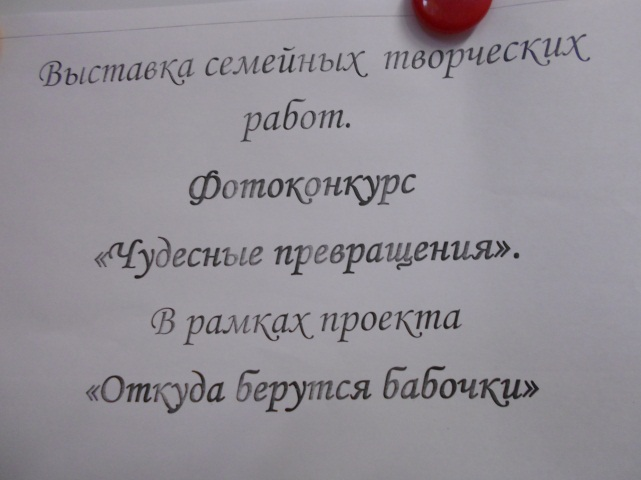 Выставка семейных творческих
работ.
Фотоконкурс
«Чудесные превращения».
В рамках проекта
«Откуда берутся бабочки»